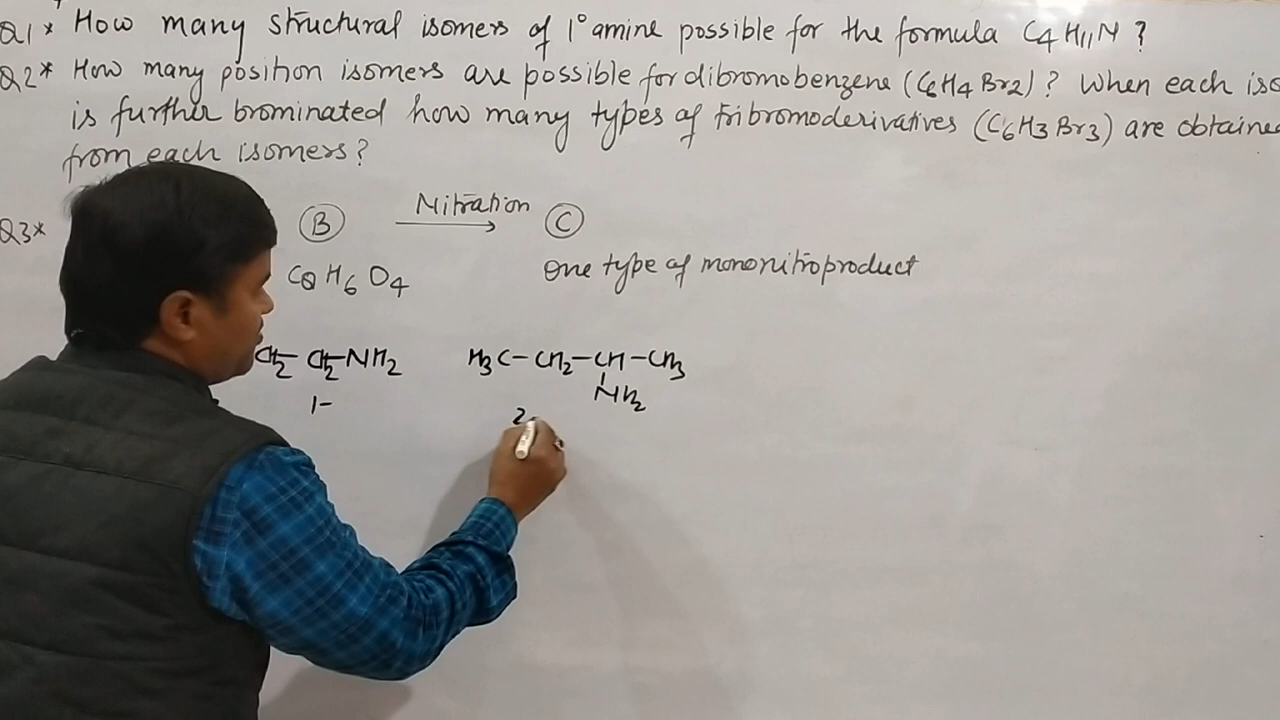 Q1* How many structural isomers of 1° amine possible for the formula C4H11N?
Q2* How many position isomers are possible for dibromobenzene (C6H4Br2)? When each iso
is further brominated how many types of tribromoderivatives (C6H3Br3) are obtained
from each isomers?
Q3* B Nitration C
C8H6O4 One type of mononitroproduct
CH2-CH2-NH2 H3C-CH2-CH-CH3
NH2
1- 2